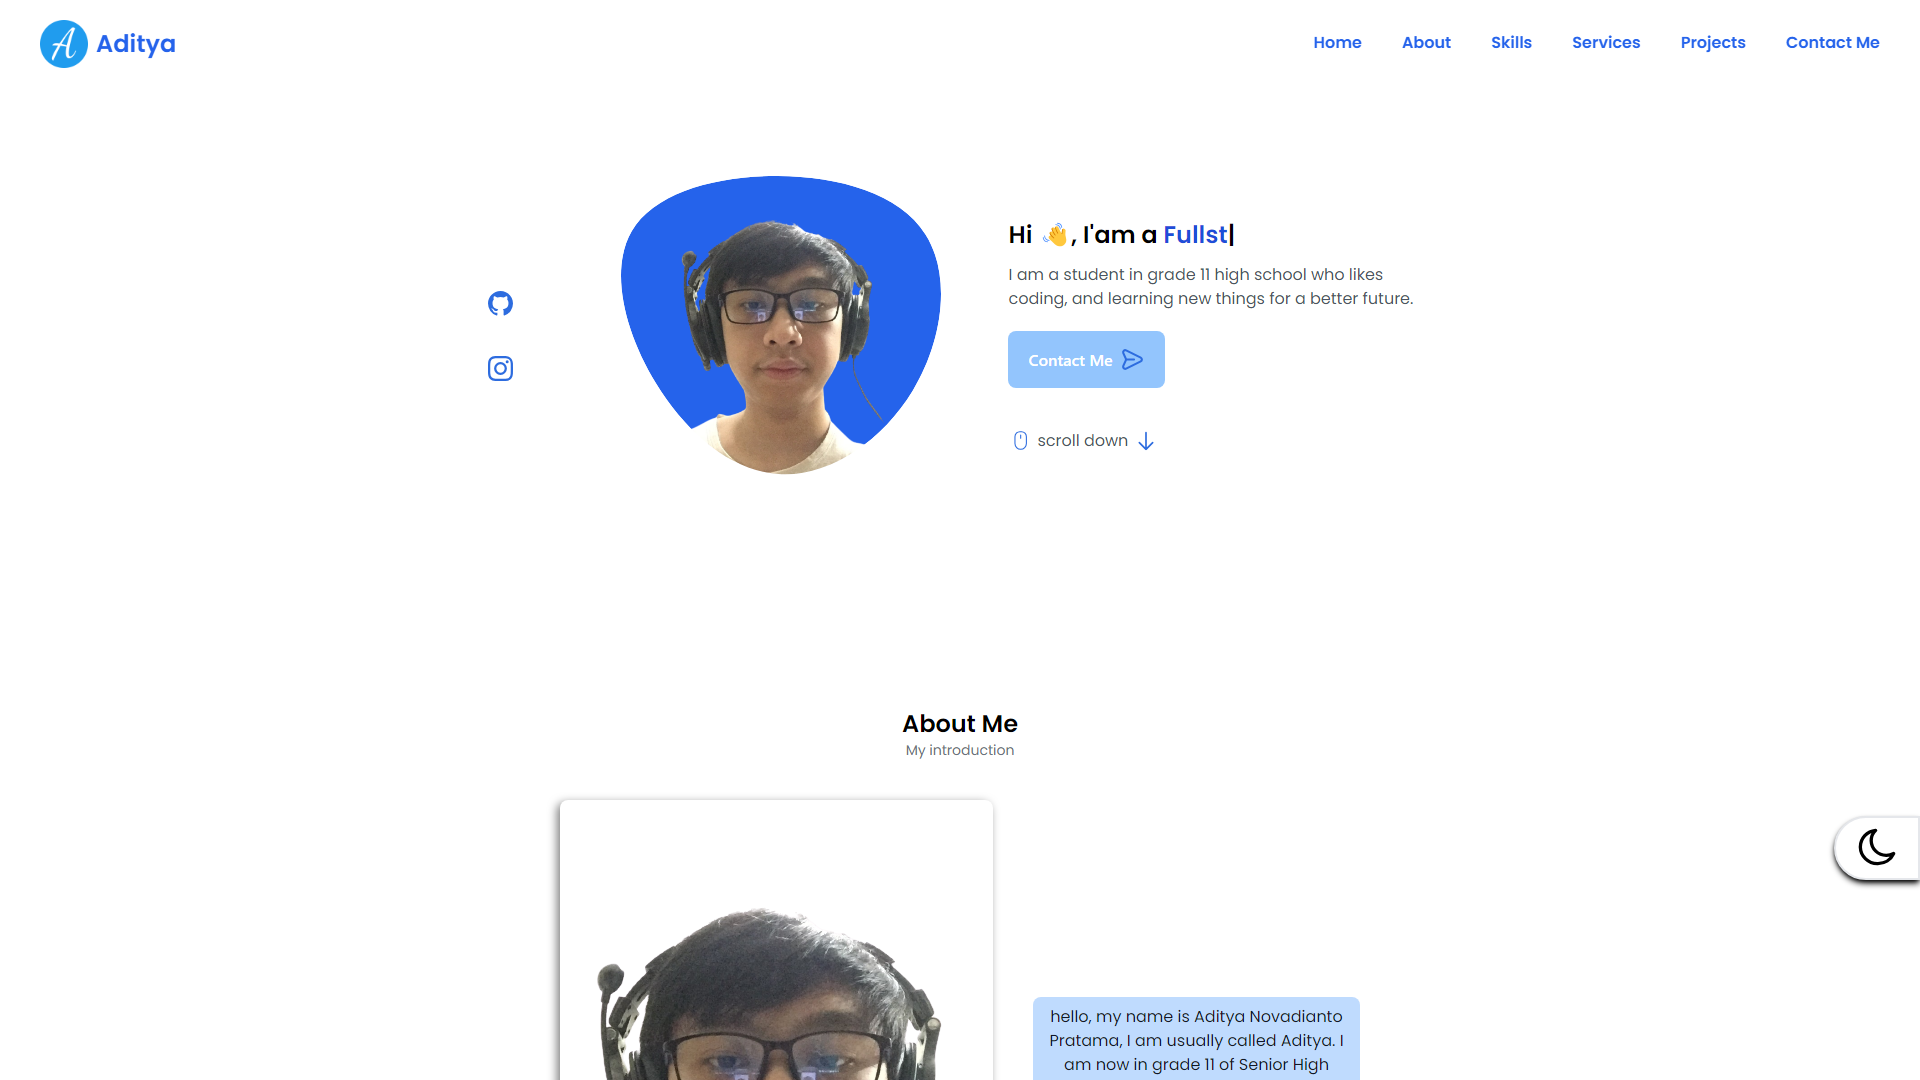 A Aditya
Home About Skills Services Projects Contact Me
Hi 👋, I'am a Fullst|
I am a student in grade 11 high school who likes
coding, and learning new things for a better future.
Contact Me
scroll down
About Me
My introduction
hello, my name is Aditya Novadianto
Pratama, I am usually called Aditya. I
am now in grade 11 of Senior High